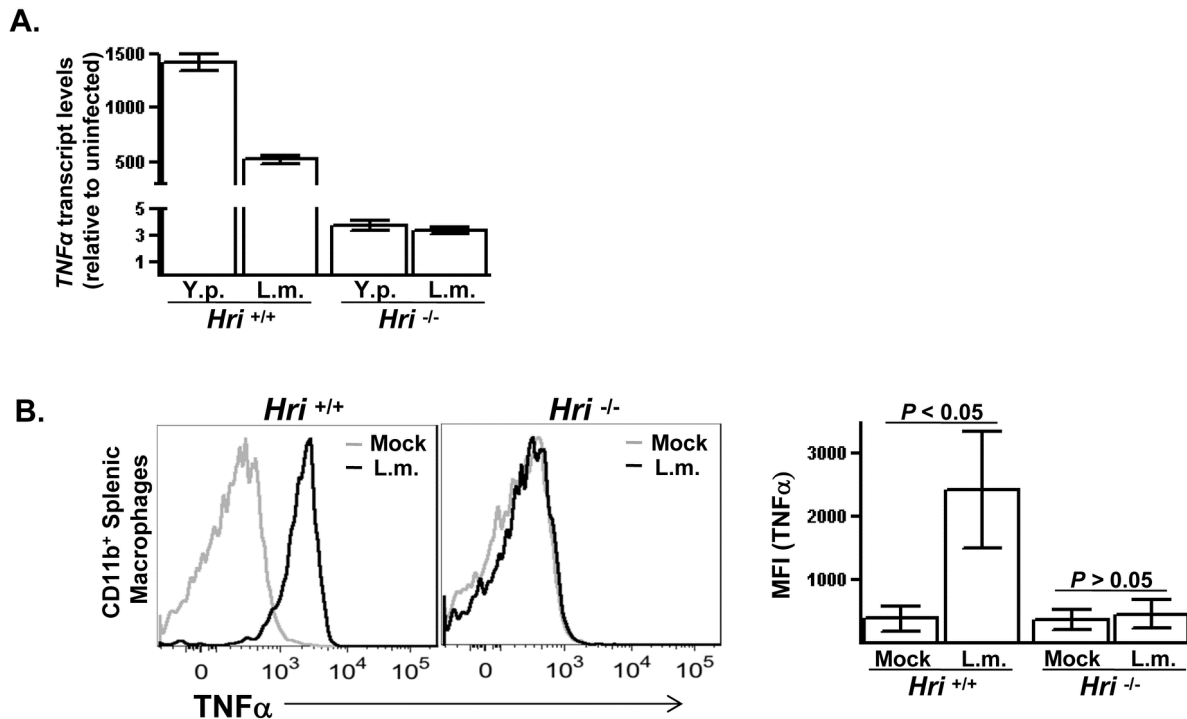 A.
TNFα transcript levels
(relative to uninfected)
1500
1000
500
5
3
1
Y.p. L.m. Y.p. L.m.
Hri +/+ Hri -/-
B.
Hri +/+ Hri -/-
CD11b+ Splenic
Macrophages
Mock
L.m.
Mock
L.m.
0 10³ 10⁴ 10⁵
0 10³ 10⁴ 10⁵
TNFα
MFI (TNFα)
P < 0.05
P > 0.05
3000
2000
1000
Mock L.m. Mock L.m.
Hri +/+ Hri -/-